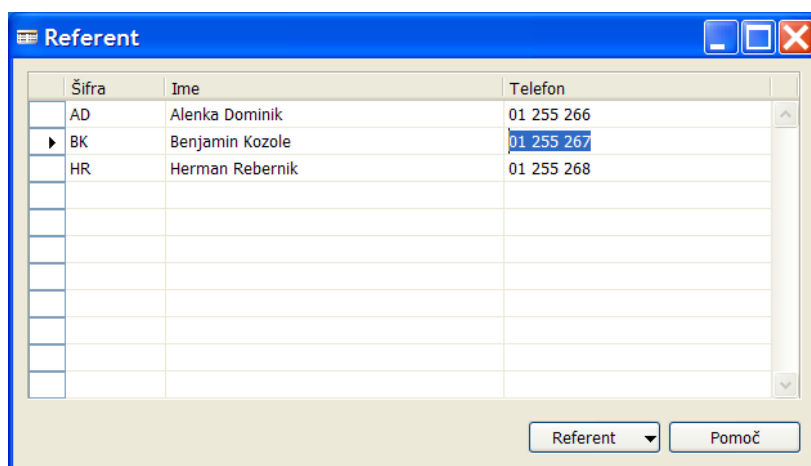 Referent
Šifra Ime Telefon
AD Alenka Dominik 01 255 266
BK Benjamin Kozole 01 255 267
HR Herman Rebernik 01 255 268
Referent Pomoč